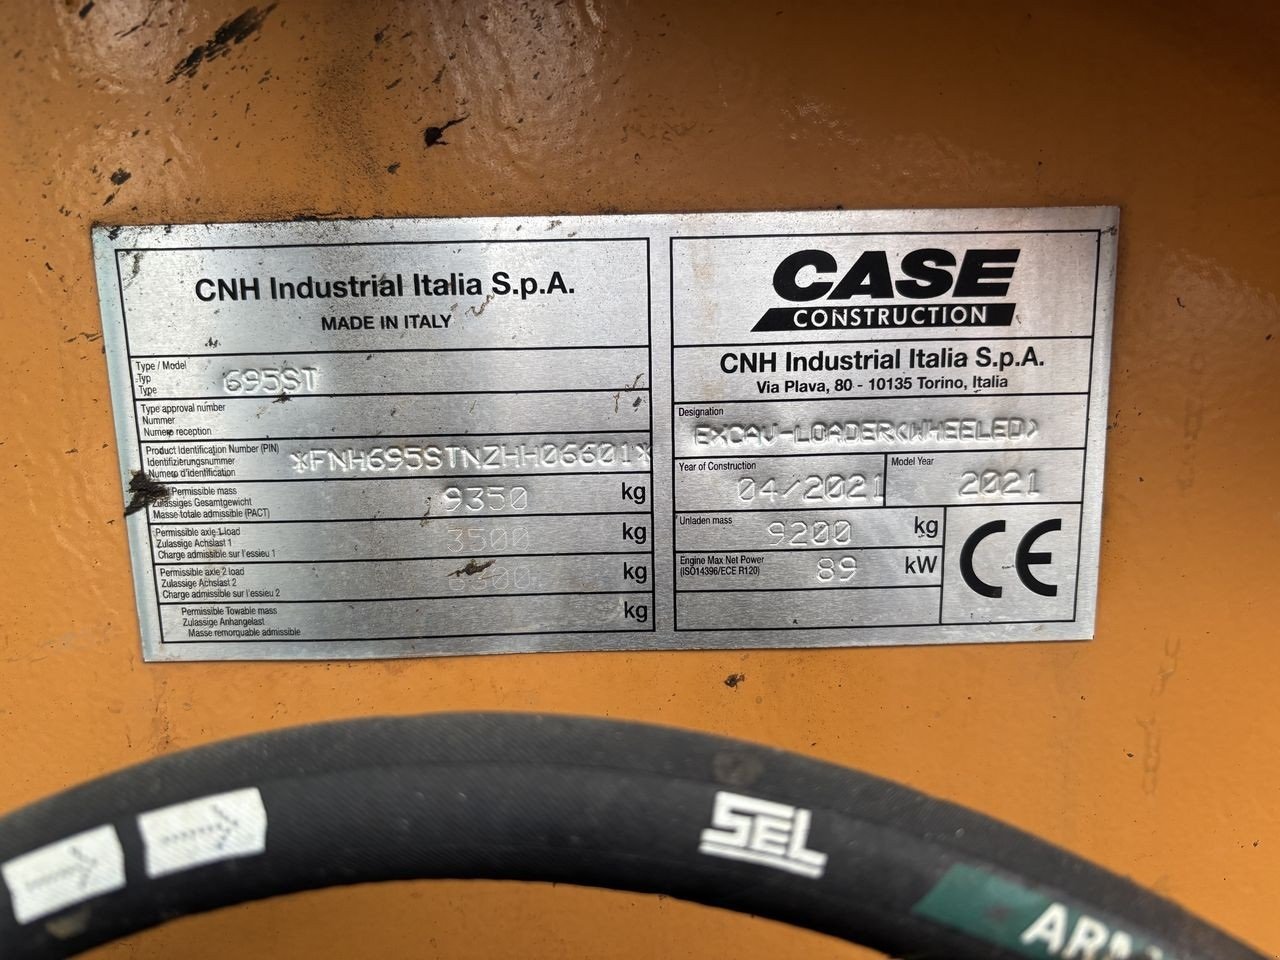 CNH Industrial Italia S.p.A.
MADE IN ITALY
Type / Model
Typ
Type
695ST
Type approval number
Nummer
Numero reception
Product Identification Number (PIN)
Identifizierungsnummer
Numero d'identification
*FNH695STNZHH06601*
Permissible mass
Zulässiges Gesamtgewicht
Masse totale admissible (PACT)
9350 kg
Permissible axle 1 load
Zulassige Achslast 1
Charge admissible sur l'essieu 1
3500 kg
Permissible axle 2 load
Zulässige Achslast 2
Charge admissible sur l'essieu 2
kg
Permissible Towable mass
Zulässige Anhangelast
Masse remorquable admissible
kg
CASE
CONSTRUCTION
CNH Industrial Italia S.p.A.
Via Plava, 80 - 10135 Torino, Italia
Designation
EXCAV-LOADER<WHEELED>
Year of Construction
04/2021
Model Year
2021
Unladen mass
9200 kg
Engine Max Net Power
(ISO14396/ECE R120)
89 kW
CE
SEL